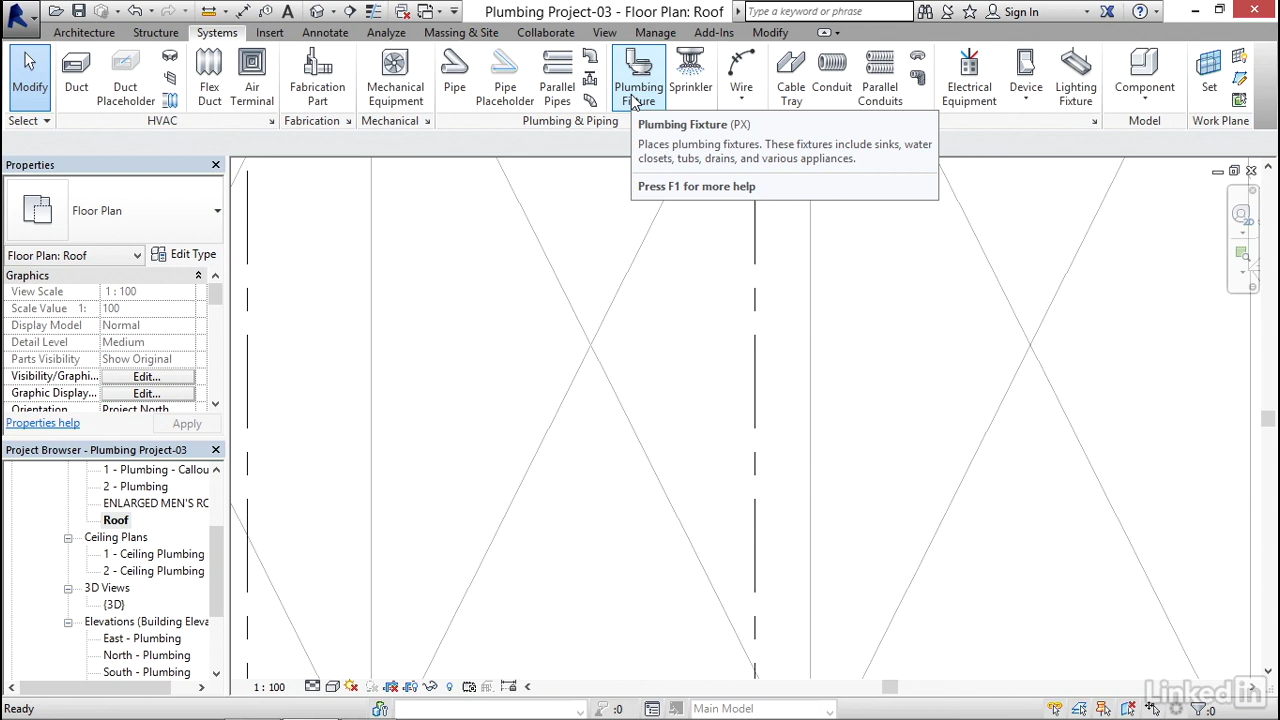 Plumbing Project-03 - Floor Plan: Roof
Type a keyword or phrase
Sign In
Architecture Structure Systems Insert Annotate Analyze Massing & Site Collaborate View Manage Add-Ins Modify
Modify
Duct
Duct Placeholder
Flex Duct
Air Terminal
Fabrication Part
Mechanical Equipment
Pipe
Pipe Placeholder
Parallel Pipes
Plumbing Fixture
Sprinkler
Wire
Cable Tray
Conduit
Parallel Conduits
Electrical Equipment
Device
Lighting Fixture
Component
Set
Select HVAC Fabrication Mechanical Plumbing & Piping Model Work Plane
Plumbing Fixture (PX)
Places plumbing fixtures. These fixtures include sinks, water
closets, tubs, drains, and various appliances.
Press F1 for more help
Properties
Floor Plan
Floor Plan: Roof Edit Type
Graphics
View Scale 1 : 100
Scale Value 1: 100
Display Model Normal
Detail Level Medium
Parts Visibility Show Original
Visibility/Graphi... Edit...
Graphic Display... Edit...
Orientation Project North
Properties help Apply
Project Browser - Plumbing Project-03
1 - Plumbing - Callou
2 - Plumbing
ENLARGED MEN'S RO
Roof
Ceiling Plans
1 - Ceiling Plumbing
2 - Ceiling Plumbing
3D Views
{3D}
Elevations (Building Eleva
East - Plumbing
North - Plumbing
South - Plumbing
2D
1 : 100
Ready
:0
Main Model
:0
LinkedIn